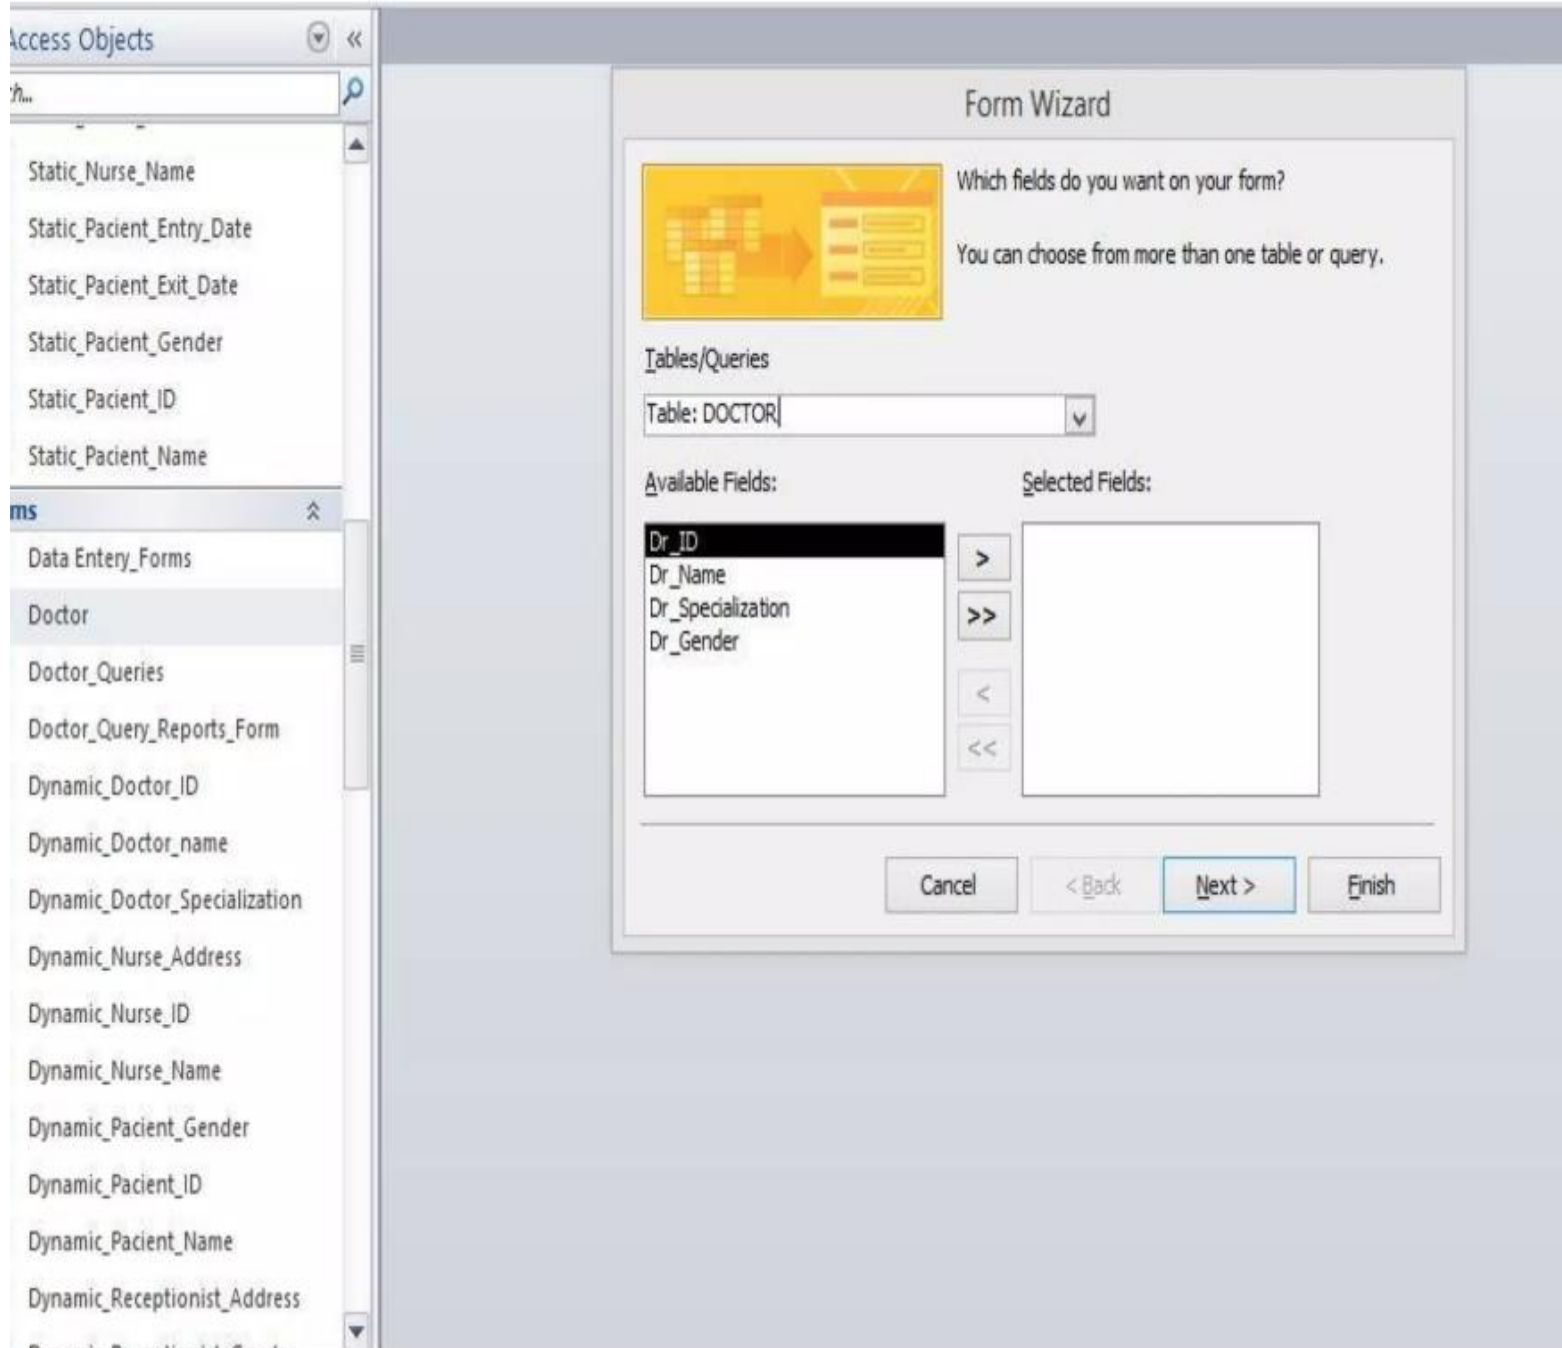 Access Objects
Static_Nurse_Name
Static_Pacient_Entry_Date
Static_Pacient_Exit_Date
Static_Pacient_Gender
Static_Pacient_ID
Static_Pacient_Name
ms
Data Entery_Forms
Doctor
Doctor_Queries
Doctor_Query_Reports_Form
Dynamic_Doctor_ID
Dynamic_Doctor_name
Dynamic_Doctor_Specialization
Dynamic_Nurse_Address
Dynamic_Nurse_ID
Dynamic_Nurse_Name
Dynamic_Pacient_Gender
Dynamic_Pacient_ID
Dynamic_Pacient_Name
Dynamic_Receptionist_Address
Form Wizard
Which fields do you want on your form?
You can choose from more than one table or query.
Tables/Queries
Table: DOCTOR
Available Fields:
Dr_ID
Dr_Name
Dr_Specialization
Dr_Gender
>
>>
<
<<
Selected Fields:
Cancel
< Back
Next >
Finish